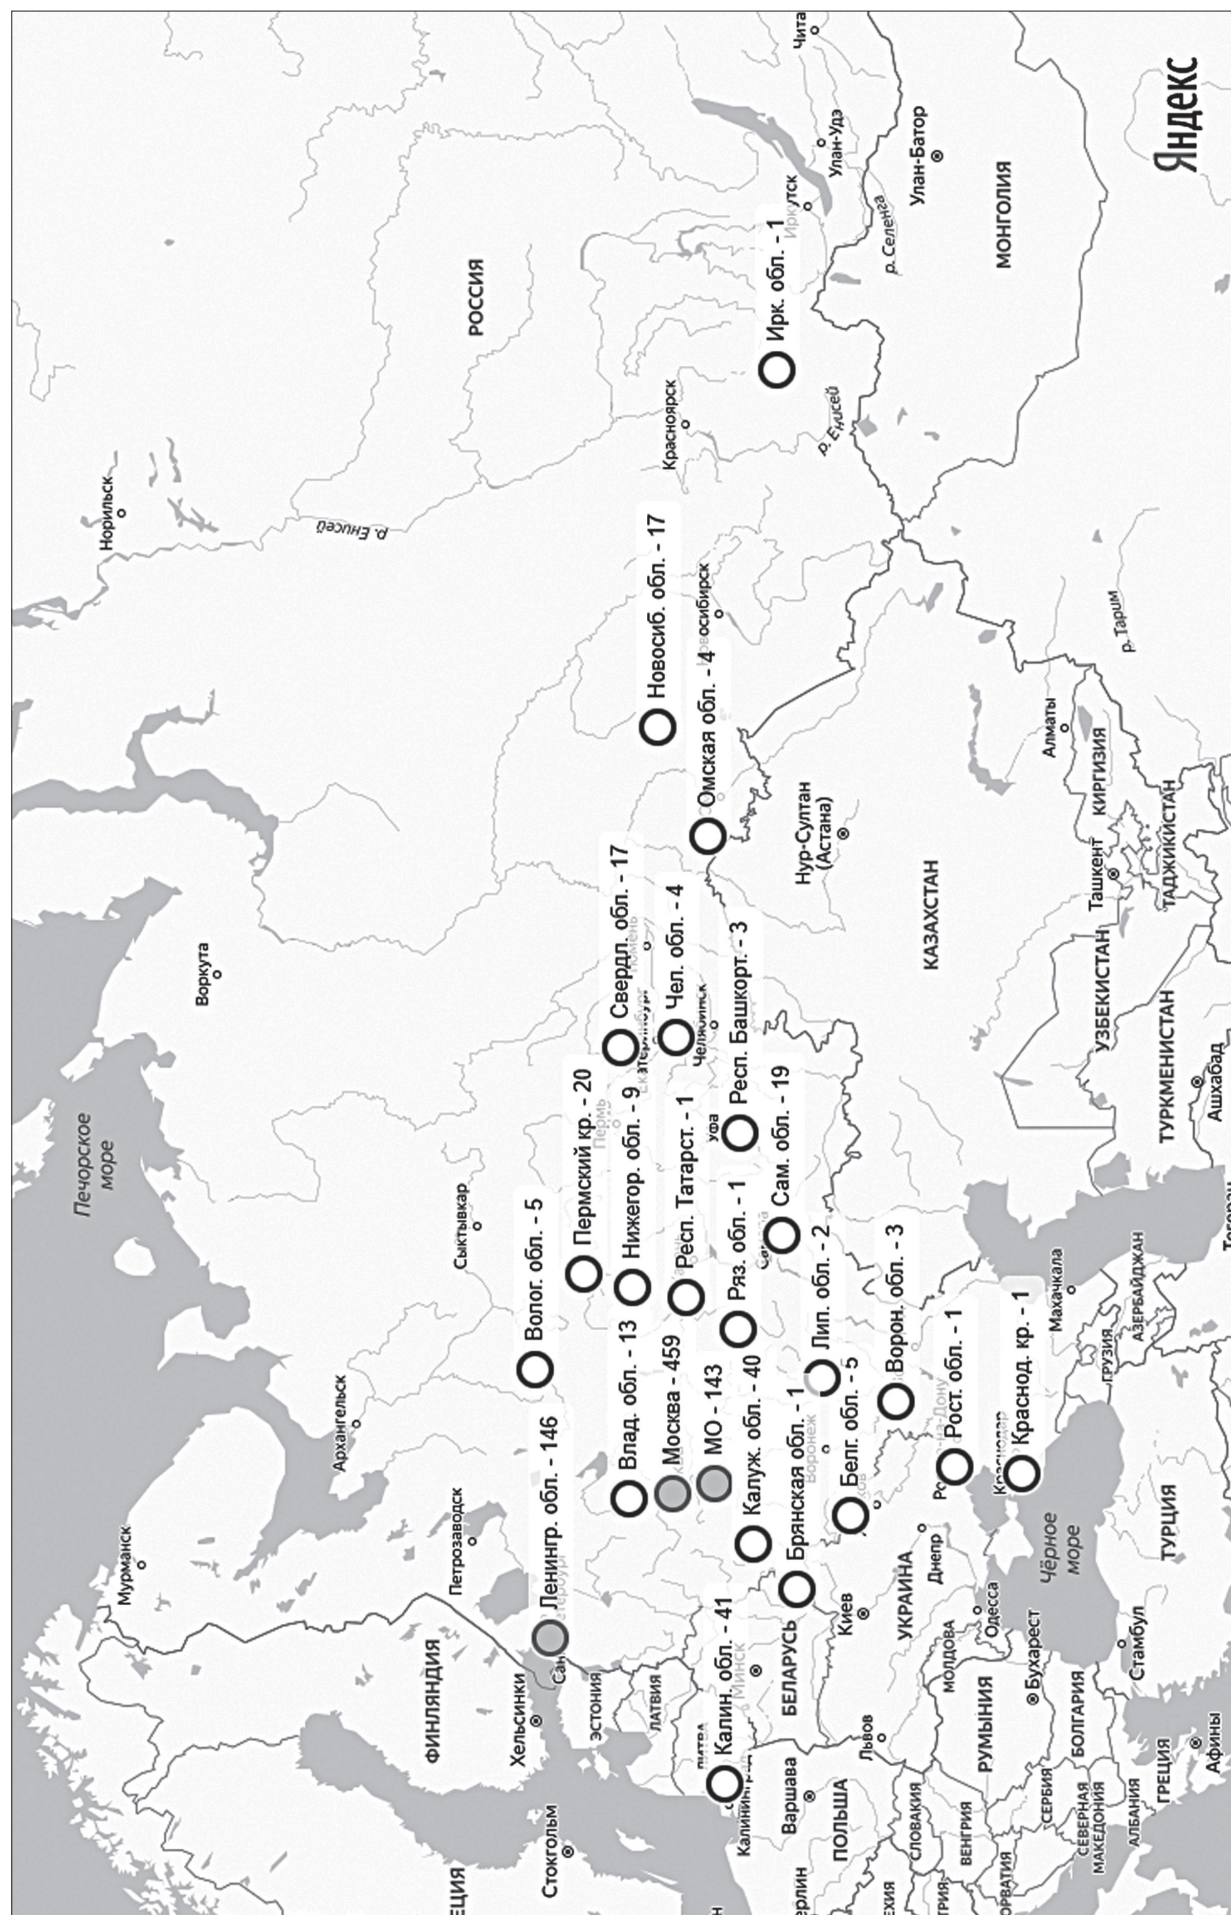 Мурманск
Печорское
море
Норильск
Воркута
Архангельск
ФИНЛЯНДИЯ
Петрозаводск
Сыктывкар
р. Енисей
РОССИЯ
Хельсинки
Стокгольм
Ленингр. обл. - 146
Волог. обл. - 5
ЭСТОНИЯ
Пермский кр. - 20
Пермь
Влад. обл. - 13
Нижегор. обл. - 9
Свердл. обл. - 17
Тюмень
ЛАТВИЯ
Москва - 459
Респ. Татарст. - 1
Чел. обл. - 4
Челябинск
Новосиб. обл. - 17
Новосибирск
Красноярск
Калин. обл. - 41
МО - 143
Уфа
Омская обл. - 4
Минск
Калуж. обл. - 40
Ряз. обл. - 1
Респ. Башкорт. - 3
Ирк. обл. - 1
Иркутск
Чита
Улан-Удэ
Варшава
БЕЛАРУСЬ
Брянская обл. - 1
Воронеж
Лип. обл. - 2
Сам. обл. - 19
Нур-Султан
(Астана)
р. Енисей
р. Селенга
Улан-Батор
ПОЛЬША
Львов
Киев
Белг. обл. - 5
Ворон. обл. - 3
КАЗАХСТАН
МОНГОЛИЯ
СЛОВАКИЯ
УКРАИНА
Днепр
Рост. обл. - 1
ВЕНГРИЯ
МОЛДОВА
Одесса
Краснодар
Краснод. кр. - 1
РУМЫНИЯ
Бухарест
Чёрное
море
Махачкала
Алматы
СЕРБИЯ
БОЛГАРИЯ
ГРУЗИЯ
АЗЕРБАЙДЖАН
УЗБЕКИСТАН
Ташкент
КИРГИЗИЯ
р. Тарим
СЕВЕРНАЯ
МАКЕДОНИЯ
АЛБАНИЯ
ГРЕЦИЯ
Стамбул
ТУРЦИЯ
ТУРКМЕНИСТАН
ТАДЖИКИСТАН
Афины
Ашхабад
Яндекс